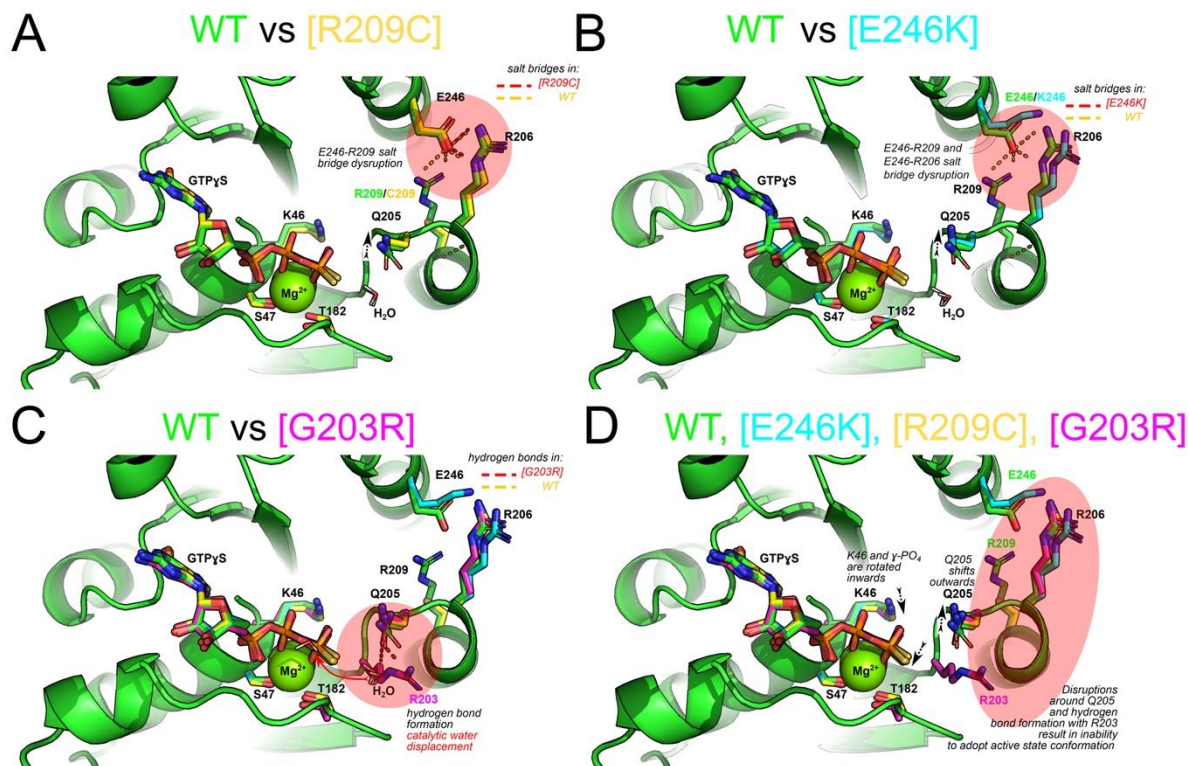 A
WT vs [R209C]
salt bridges in:
[R209C]
WT
E246
R206
E246-R209 salt
bridge dysruption
GTPɣS
R209/C209
K46
Q205
Mg²⁺
S47
T182
H₂O
B
WT vs [E246K]
salt bridges in:
[E246K]
WT
E246/K246
R206
E246-R209 and
E246-R206 salt
bridge dysruption
GTPɣS
R209
K46
Q205
Mg²⁺
S47
T182
H₂O
C
WT vs [G203R]
hydrogen bonds in:
[G203R]
WT
E246
R206
GTPɣS
R209
K46
Q205
Mg²⁺
S47
T182
H₂O
R203
hydrogen bond
formation
catalytic water
displacement
D
WT, [E246K], [R209C], [G203R]
E246
R206
R209
K46 and ɣ-PO₄
are rotated
inwards
Q205
shifts
outwards
GTPɣS
K46
Q205
Mg²⁺
S47
T182
R203
Disruptions
around Q205
and hydrogen
bond formation with R203
result in inability
to adopt active state conformation